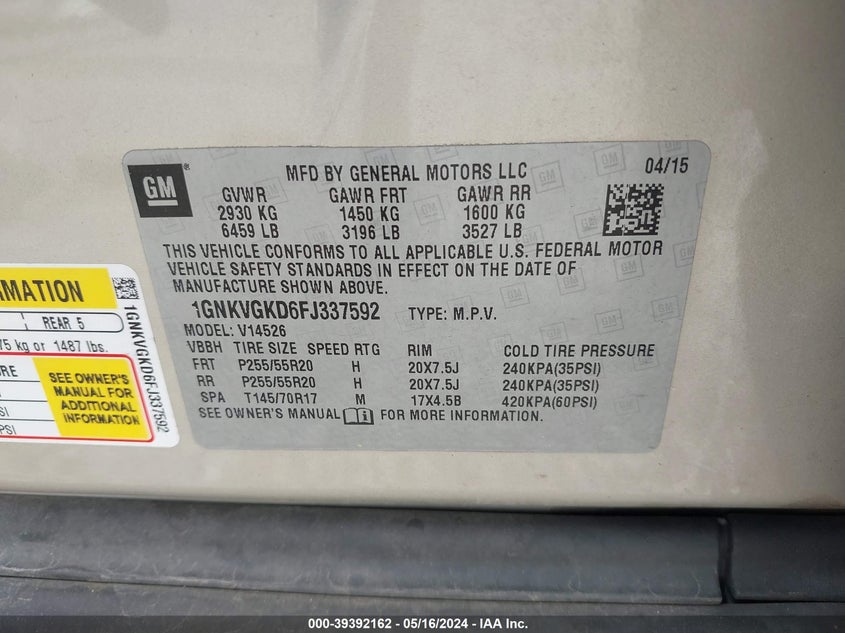 GM
MFD BY GENERAL MOTORS LLC 04/15
GVWR GAWR FRT GAWR RR
2930 KG 1450 KG 1600 KG
6459 LB 3196 LB 3527 LB
THIS VEHICLE CONFORMS TO ALL APPLICABLE U.S. FEDERAL MOTOR
VEHICLE SAFETY STANDARDS IN EFFECT ON THE DATE OF
MANUFACTURE SHOWN ABOVE.
1GNKVGKD6FJ337592 TYPE: M.P.V.
MODEL: V14526
VBBH TIRE SIZE SPEED RTG RIM COLD TIRE PRESSURE
FRT P255/55R20 H 20X7.5J 240KPA(35PSI)
RR P255/55R20 H 20X7.5J 240KPA(35PSI)
SPA T145/70R17 M 17X4.5B 420KPA(60PSI)
SEE OWNER'S MANUAL FOR MORE INFORMATION.
MATION
REAR 5
75 kg or 1487 lbs.
URE
SEE OWNER'S
MANUAL FOR
ADDITIONAL
INFORMATION
PSI
1GNKVGKD6FJ337592
000-39392162 - 05/16/2024 - IAA Inc.